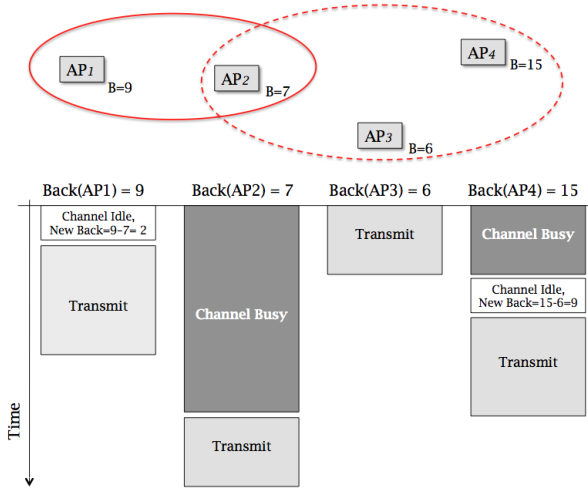 AP1
B=9
AP2
B=7
AP4
B=15
AP3
B=6
Back(AP1) = 9
Back(AP2) = 7
Back(AP3) = 6
Back(AP4) = 15
Channel Idle,
New Back=9-7= 2
Transmit
Channel Busy
Transmit
Transmit
Channel Busy
Channel Idle,
New Back=15-6=9
Transmit
Time